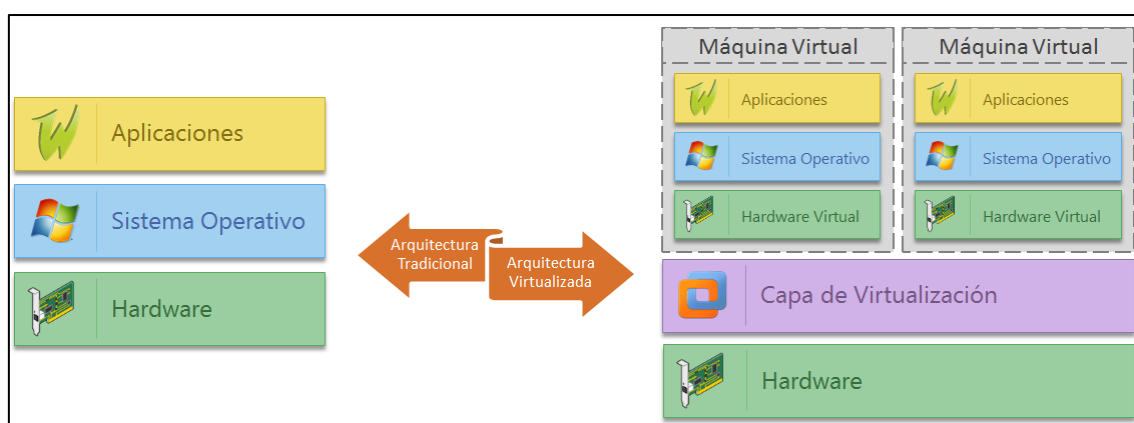 Aplicaciones
Sistema Operativo
Hardware
Arquitectura
Tradicional
Arquitectura
Virtualizada
Máquina Virtual
Aplicaciones
Sistema Operativo
Hardware Virtual
Máquina Virtual
Aplicaciones
Sistema Operativo
Hardware Virtual
Capa de Virtualización
Hardware